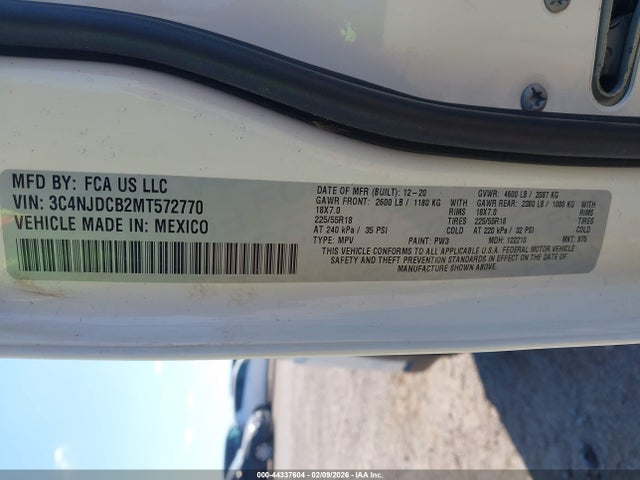 MFD BY: FCA US LLC
VIN: 3C4NJDCB2MT572770
VEHICLE MADE IN: MEXICO
DATE OF MFR (BUILT): 12-20 GVWR: 4600 LB / 2087 KG
GAWR FRONT: 2600 LB / 1180 KG WITH GAWR REAR: 2380 LB / 1080 KG WITH
18X7.0 RIMS 18X7.0 RIMS
225/55R18 TIRES 225/55R18 TIRES
AT 240 kPa / 35 PSI COLD AT 220 kPa / 32 PSI COLD
TYPE: MPV PAINT: PW3 MDH: 122210 MKT: 875
THIS VEHICLE CONFORMS TO ALL APPLICABLE U.S.A. FEDERAL MOTOR VEHICLE
SAFETY AND THEFT PREVENTION STANDARDS IN EFFECT ON THE DATE OF
MANUFACTURE SHOWN ABOVE.
000-44337604 | 02/09/2026 - IAA Inc.